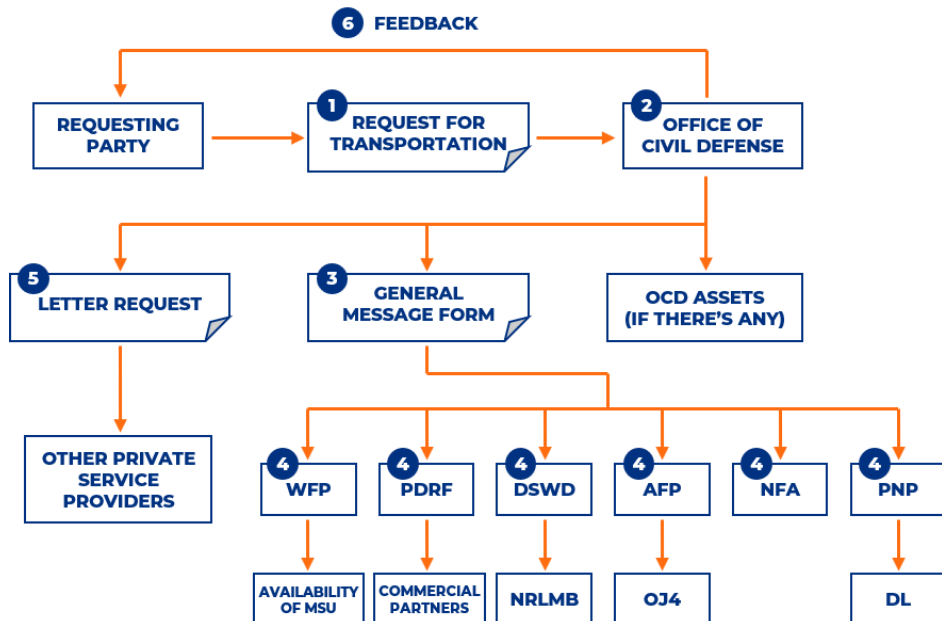 6 FEEDBACK
REQUESTING
PARTY
1
REQUEST FOR
TRANSPORTATION
2
OFFICE OF
CIVIL DEFENSE
5
LETTER REQUEST
3
GENERAL
MESSAGE FORM
OCD ASSETS
(IF THERE'S ANY)
OTHER PRIVATE
SERVICE
PROVIDERS
4
WFP
4
PDRF
4
DSWD
4
AFP
4
NFA
4
PNP
AVAILABILITY
OF MSU
COMMERCIAL
PARTNERS
NRLMB
OJ4
DL